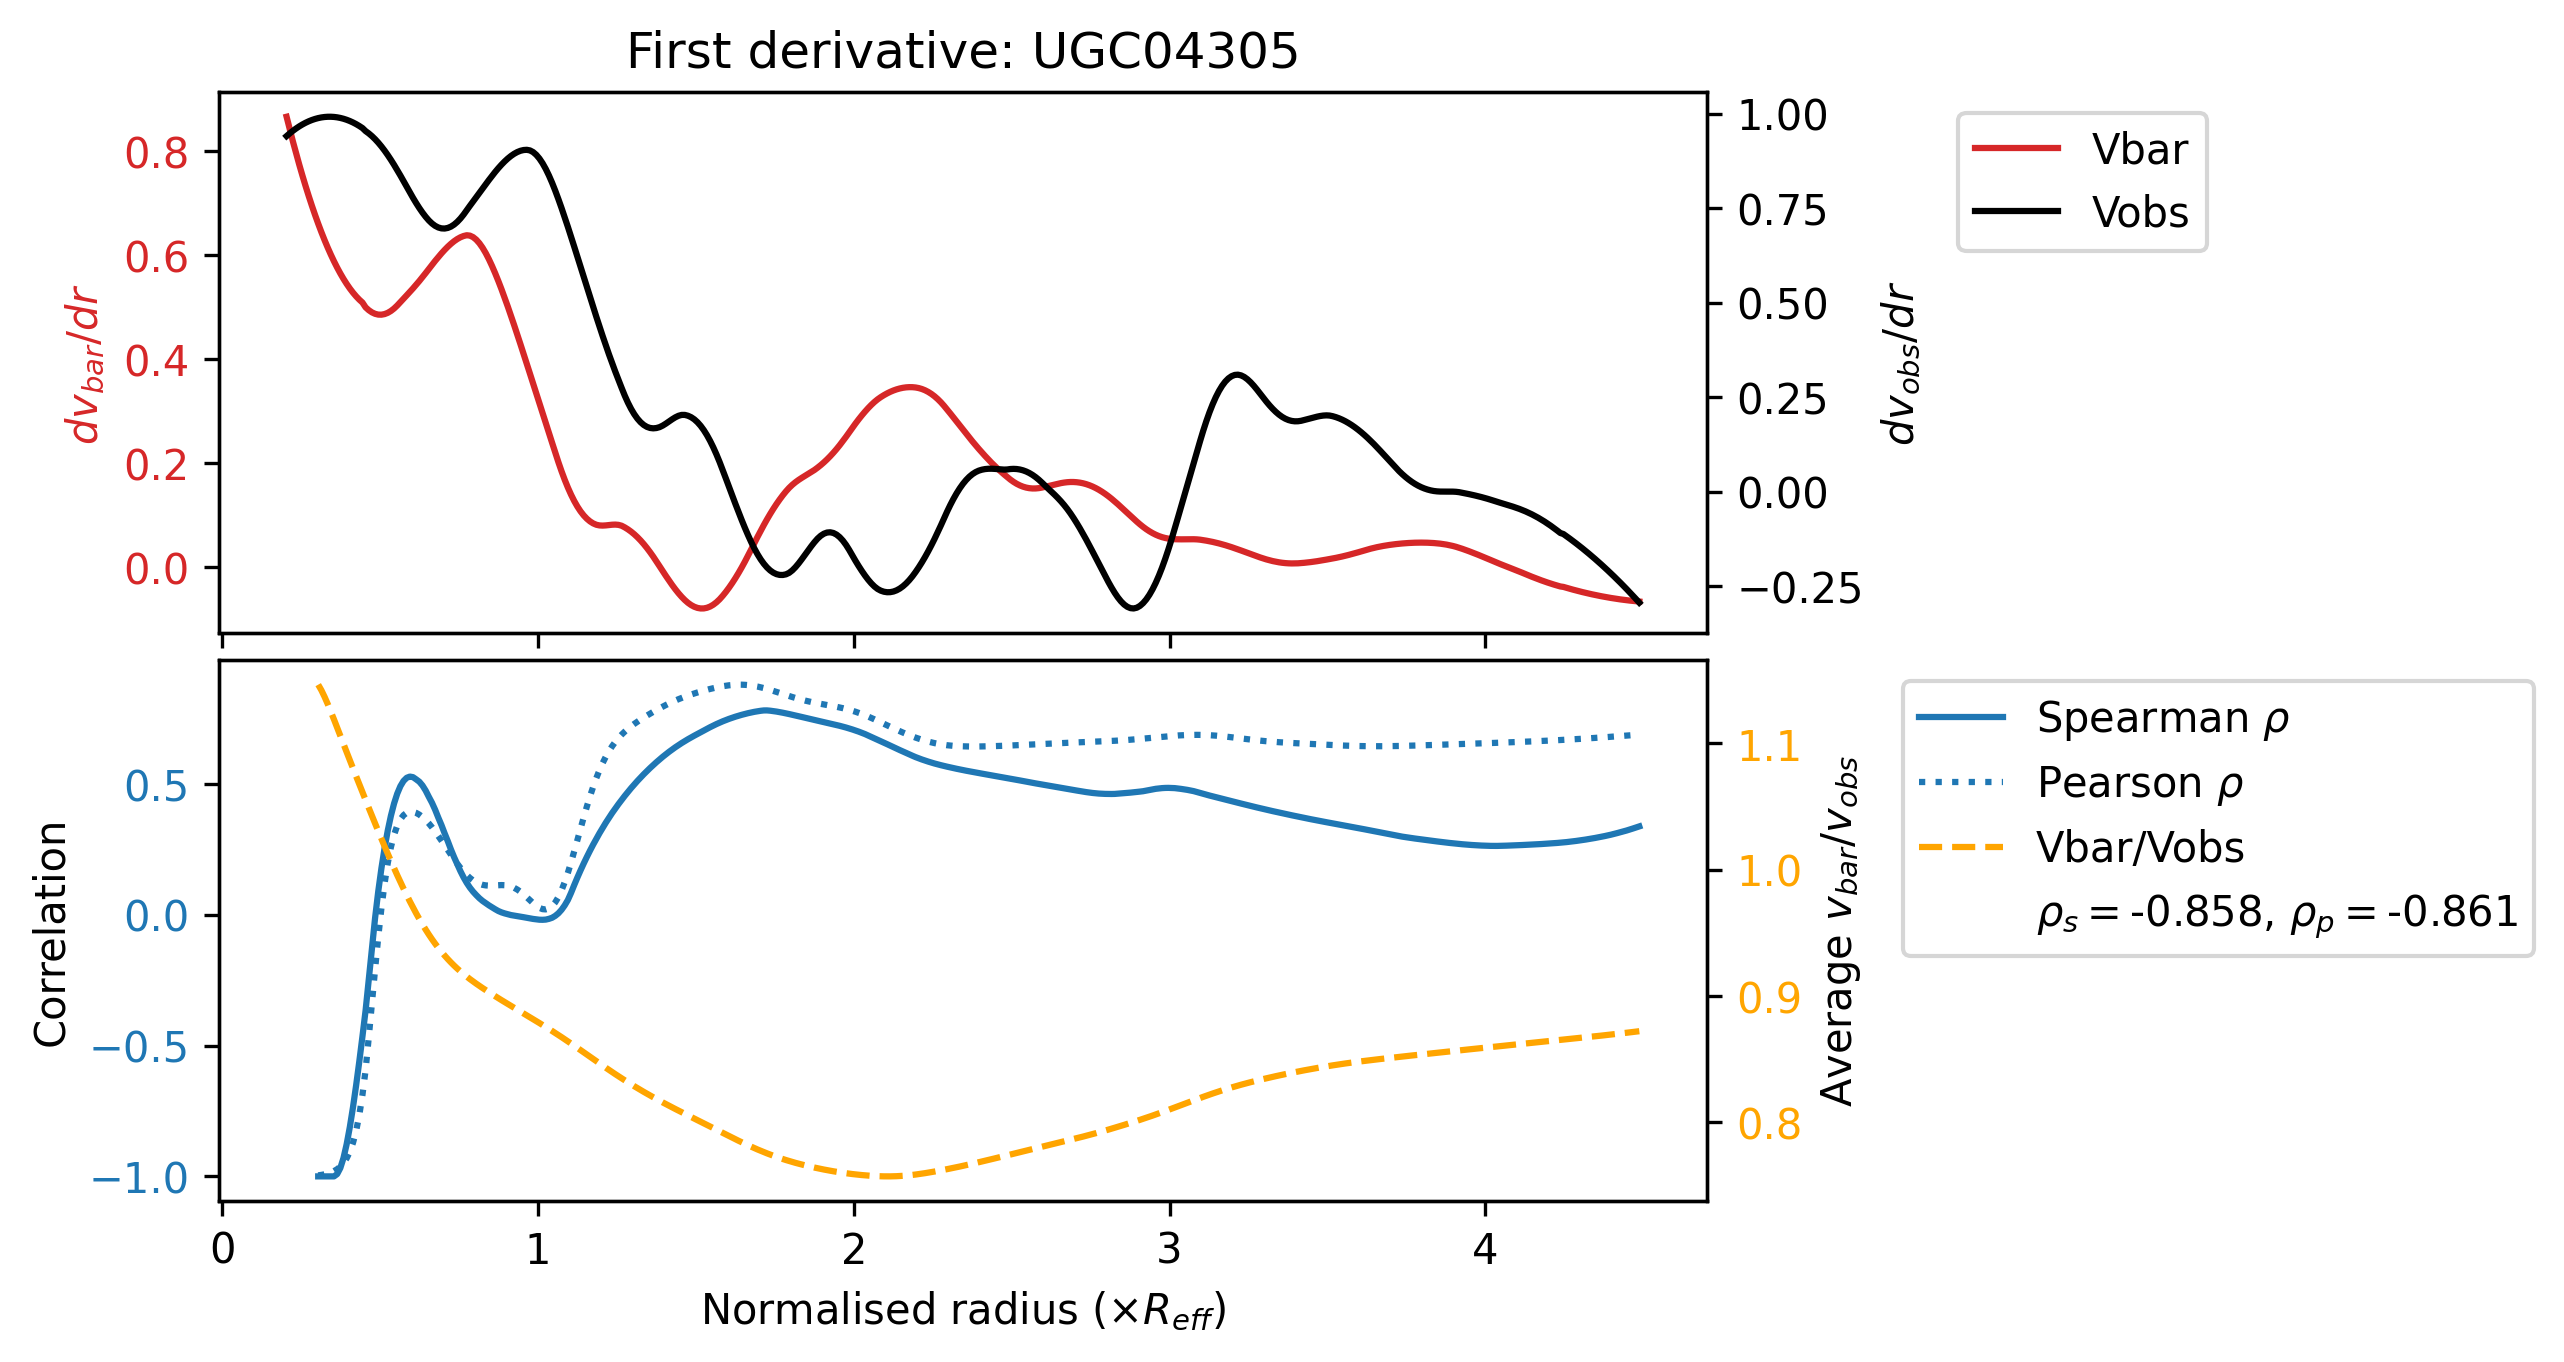 First derivative: UGC04305
0.8
0.6
0.4
0.2
0.0
dv_bar/dr
1.00
0.75
0.50
0.25
0.00
−0.25
dv_obs/dr
Vbar
Vobs
0.5
0.0
−0.5
−1.0
Correlation
1.1
1.0
0.9
0.8
Average v_bar/v_obs
Spearman ρ
Pearson ρ
Vbar/Vobs
ρ_s = -0.858, ρ_p = -0.861
0 1 2 3 4
Normalised radius (×R_eff)